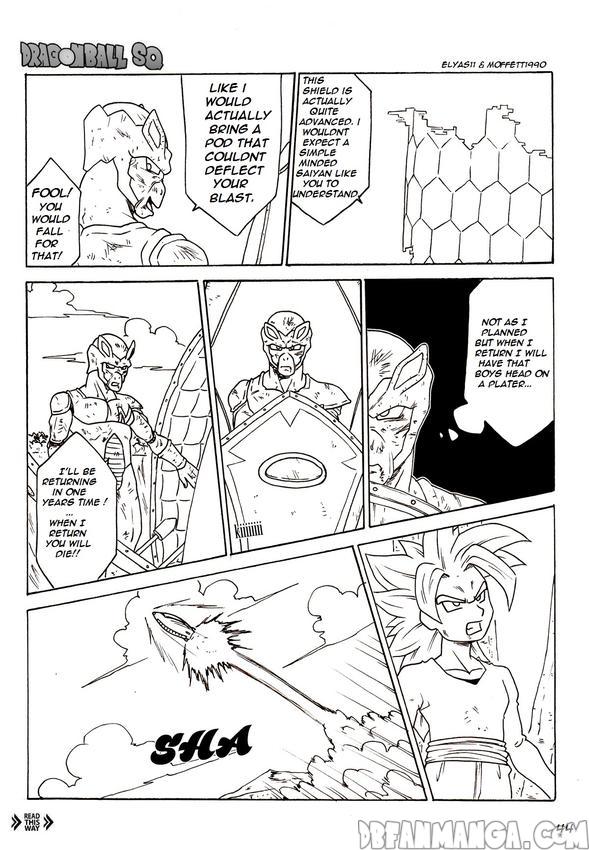 DRAGONBALL SQ
ELYAS11 & MOFFETT1990
LIKE I
WOULD
ACTUALLY
BRING A
POD THAT
COULDNT
DEFLECT
YOUR
BLAST.
THIS
SHIELD IS
ACTUALLY
QUITE
ADVANCED. I
WOULDNT
EXPECT A
SIMPLE
MINDED
SAIYAN LIKE
YOU TO
UNDERSTAND.
FOOL!
YOU
WOULD
FALL FOR
THAT!
NOT AS I
PLANNED
BUT WHEN I
RETURN I WILL
HAVE THAT
BOYS HEAD ON
A PLATER...
I'LL BE
RETURNING
IN ONE
YEARS TIME !
...
WHEN I
RETURN
YOU WILL
DIE!!
kiiiiiii
SHA
READ
THIS
WAY
44
DBFANMANGA.COM